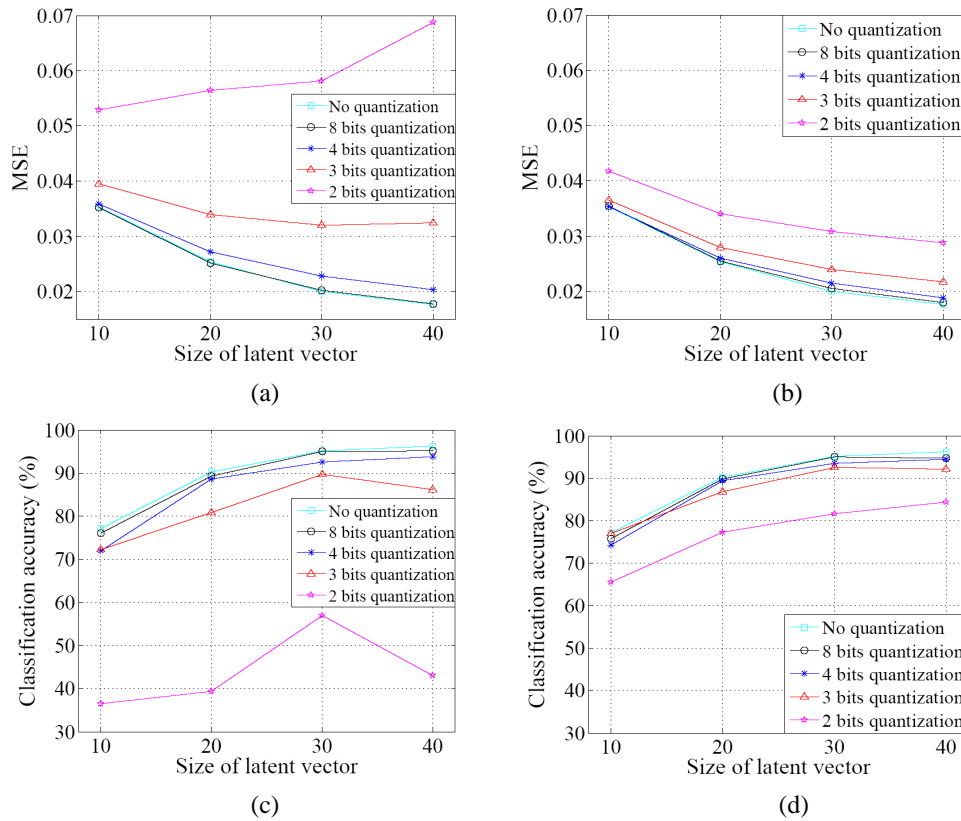 0.07
0.06
0.05
0.04
0.03
0.02
MSE
No quantization
8 bits quantization
4 bits quantization
3 bits quantization
2 bits quantization
10 20 30 40
Size of latent vector
(a)
0.07
0.06
0.05
0.04
0.03
0.02
MSE
No quantization
8 bits quantization
4 bits quantization
3 bits quantization
2 bits quantization
10 20 30 40
Size of latent vector
(b)
100
90
80
70
60
50
40
30
Classification accuracy (%)
No quantization
8 bits quantization
4 bits quantization
3 bits quantization
2 bits quantization
10 20 30 40
Size of latent vector
(c)
100
90
80
70
60
50
40
30
Classification accuracy (%)
No quantization
8 bits quantization
4 bits quantization
3 bits quantization
2 bits quantization
10 20 30 40
Size of latent vector
(d)